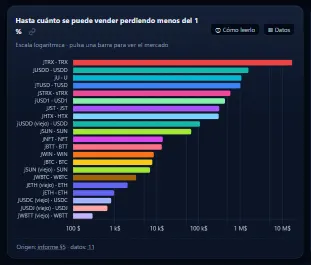 Hasta cuánto se puede vender perdiendo menos del 1
%
Cómo leerlo
Datos
Escala logarítmica · pulsa una barra para ver el mercado
jTRX - TRX
jUSDD - USDD
jU - U
jTUSD - TUSD
jSTRX - sTRX
jUSD1 - USD1
jJST - JST
jHTX - HTX
jUSDD (viejo) - USDD
jSUN - SUN
jNFT - NFT
jBTT - BTT
jWIN - WIN
jBTC - BTC
jSUN (viejo) - SUN
jWBTC - WBTC
jETH (viejo) - ETH
jETH - ETH
jUSDC (viejo) - USDC
jUSDJ (viejo) - USDJ
jWBTT (viejo) - WBTT
100 $
1 k$
10 k$
100 k$
1 M$
10 M$
Origen: informe §5 · datos: 11